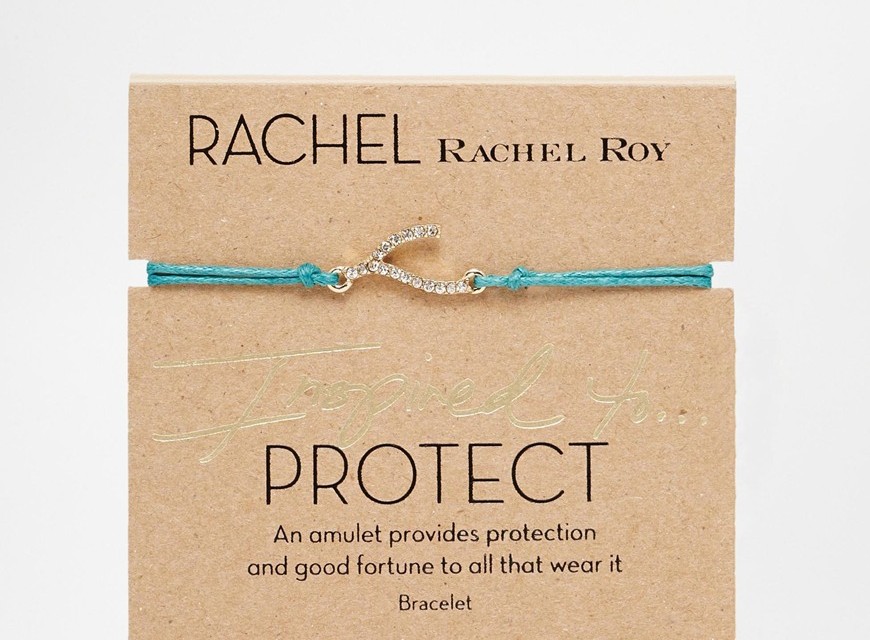 RACHEL RACHEL ROY
Inspired to...
PROTECT
An amulet provides protection
and good fortune to all that wear it
Bracelet